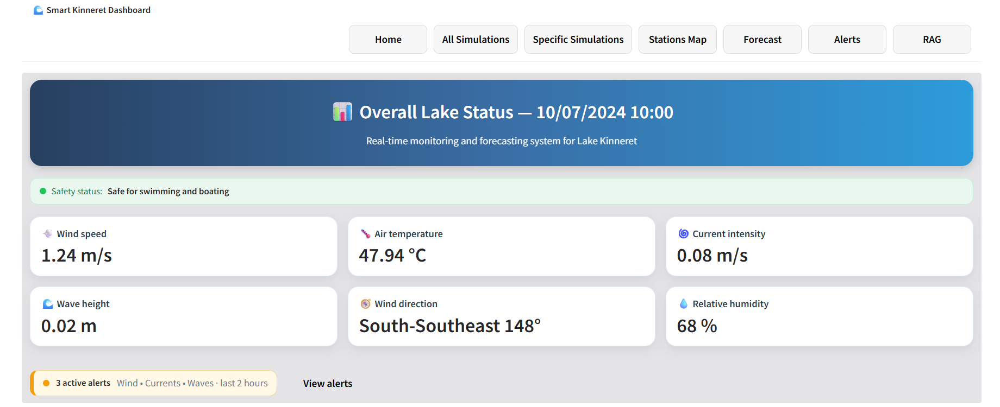 Smart Kinneret Dashboard
Home All Simulations Specific Simulations Stations Map Forecast Alerts RAG
Overall Lake Status — 10/07/2024 10:00
Real-time monitoring and forecasting system for Lake Kinneret
Safety status: Safe for swimming and boating
Wind speed
1.24 m/s
Air temperature
47.94 °C
Current intensity
0.08 m/s
Wave height
0.02 m
Wind direction
South-Southeast 148°
Relative humidity
68 %
3 active alerts Wind • Currents • Waves · last 2 hours
View alerts